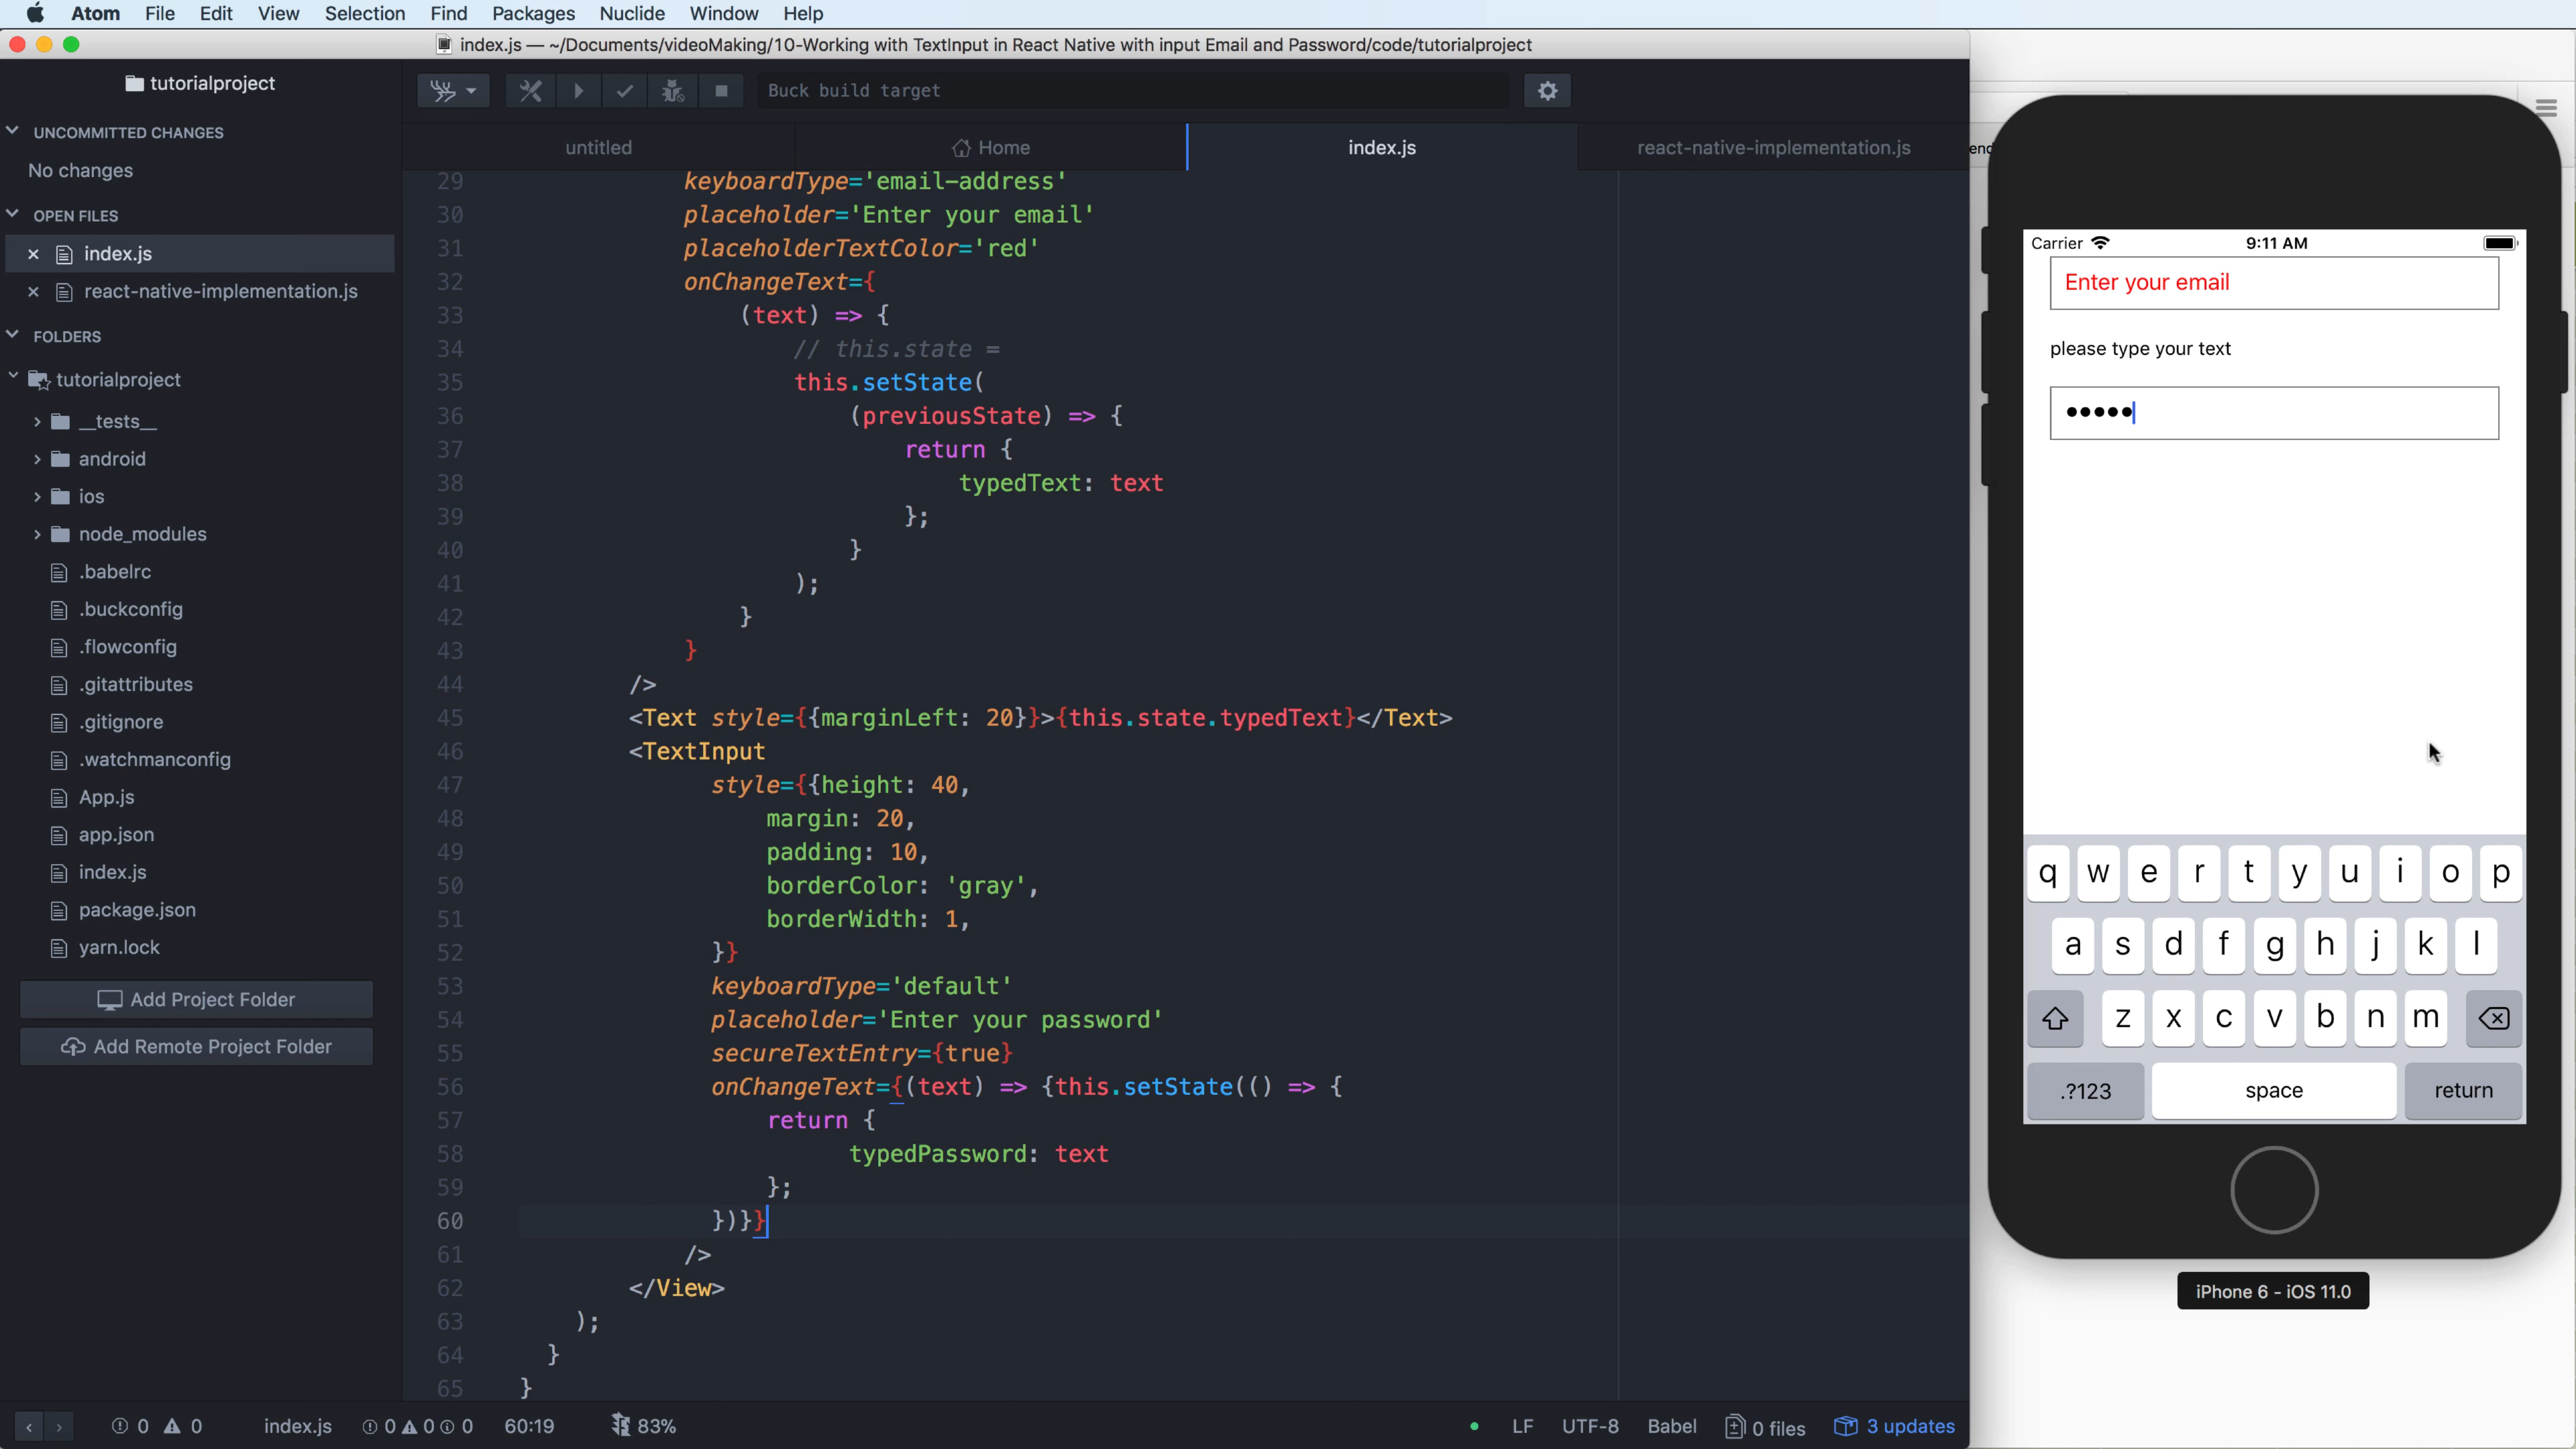 Atom File Edit View Selection Find Packages Nuclide Window Help
index.js — ~/Documents/videoMaking/10-Working with TextInput in React Native with input Email and Password/code/tutorialproject
tutorialproject
UNCOMMITTED CHANGES
No changes
OPEN FILES
index.js
react-native-implementation.js
FOLDERS
tutorialproject
__tests__
android
ios
node_modules
.babelrc
.buckconfig
.flowconfig
.gitattributes
.gitignore
.watchmanconfig
App.js
app.json
index.js
package.json
yarn.lock
Add Project Folder
Add Remote Project Folder
Buck build target
untitled Home index.js react-native-implementation.js
29 keyboardType='email-address'
30 placeholder='Enter your email'
31 placeholderTextColor='red'
32 onChangeText={
33 (text) => {
34 // this.state =
35 this.setState(
36 (previousState) => {
37 return {
38 typedText: text
39 };
40 }
41 );
42 }
43 }
44 />
45 <Text style={{marginLeft: 20}}>{this.state.typedText}</Text>
46 <TextInput
47 style={{height: 40,
48 margin: 20,
49 padding: 10,
50 borderColor: 'gray',
51 borderWidth: 1,
52 }}
53 keyboardType='default'
54 placeholder='Enter your password'
55 secureTextEntry={true}
56 onChangeText={(text) => {this.setState(() => {
57 return {
58 typedPassword: text
59 };
60 })}}
61 />
62 </View>
63 );
64 }
65 }
0 0 index.js 0 0 0 60:19 83% LF UTF-8 Babel 0 files 3 updates
Carrier 9:11 AM
Enter your email
please type your text
•••••
q w e r t y u i o p
a s d f g h j k l
z x c v b n m
.?123 space return
iPhone 6 - iOS 11.0